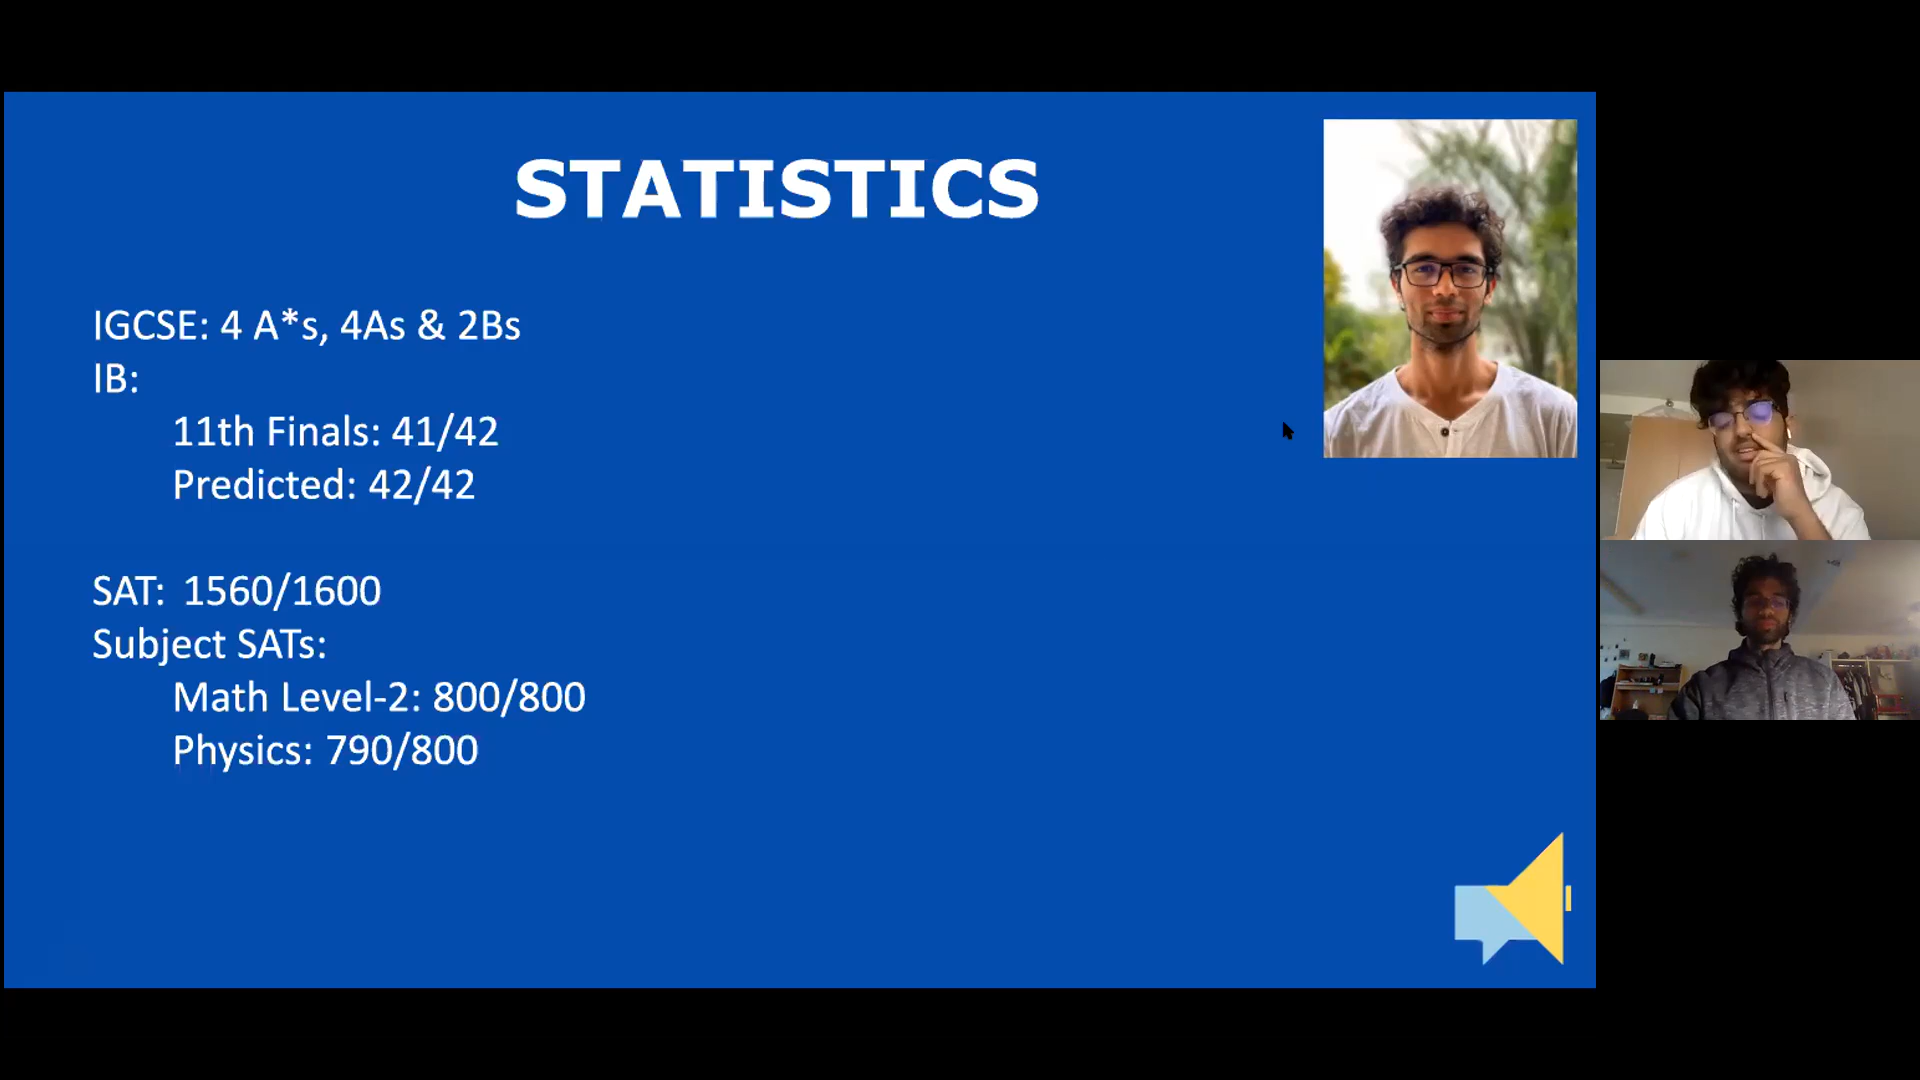 STATISTICS
IGCSE: 4 A*s, 4As & 2Bs
IB:
11th Finals: 41/42
Predicted: 42/42
SAT: 1560/1600
Subject SATs:
Math Level-2: 800/800
Physics: 790/800